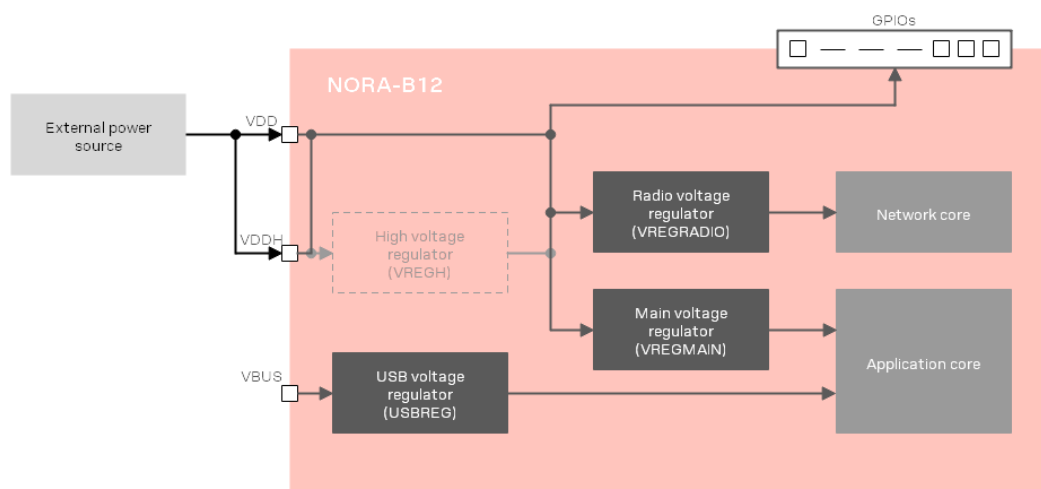 GPIOs
NORA-B12
External power
source
VDD
Radio voltage
regulator
(VREGRADIO)
Network core
VDDH
High voltage
regulator
(VREGH)
Main voltage
regulator
(VREGMAIN)
Application core
VBUS
USB voltage
regulator
(USBREG)